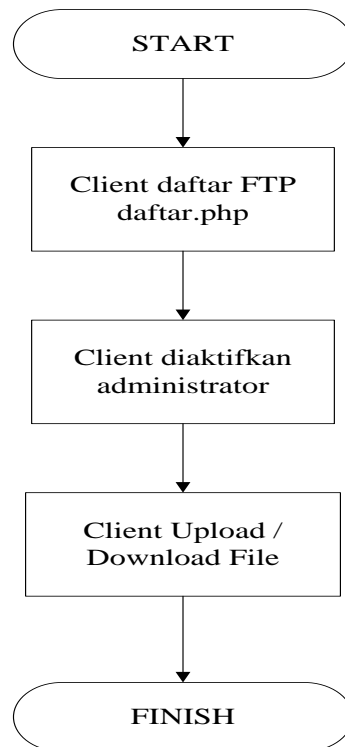 START
Client daftar FTP
daftar.php
Client diaktifkan
administrator
Client Upload /
Download File
FINISH